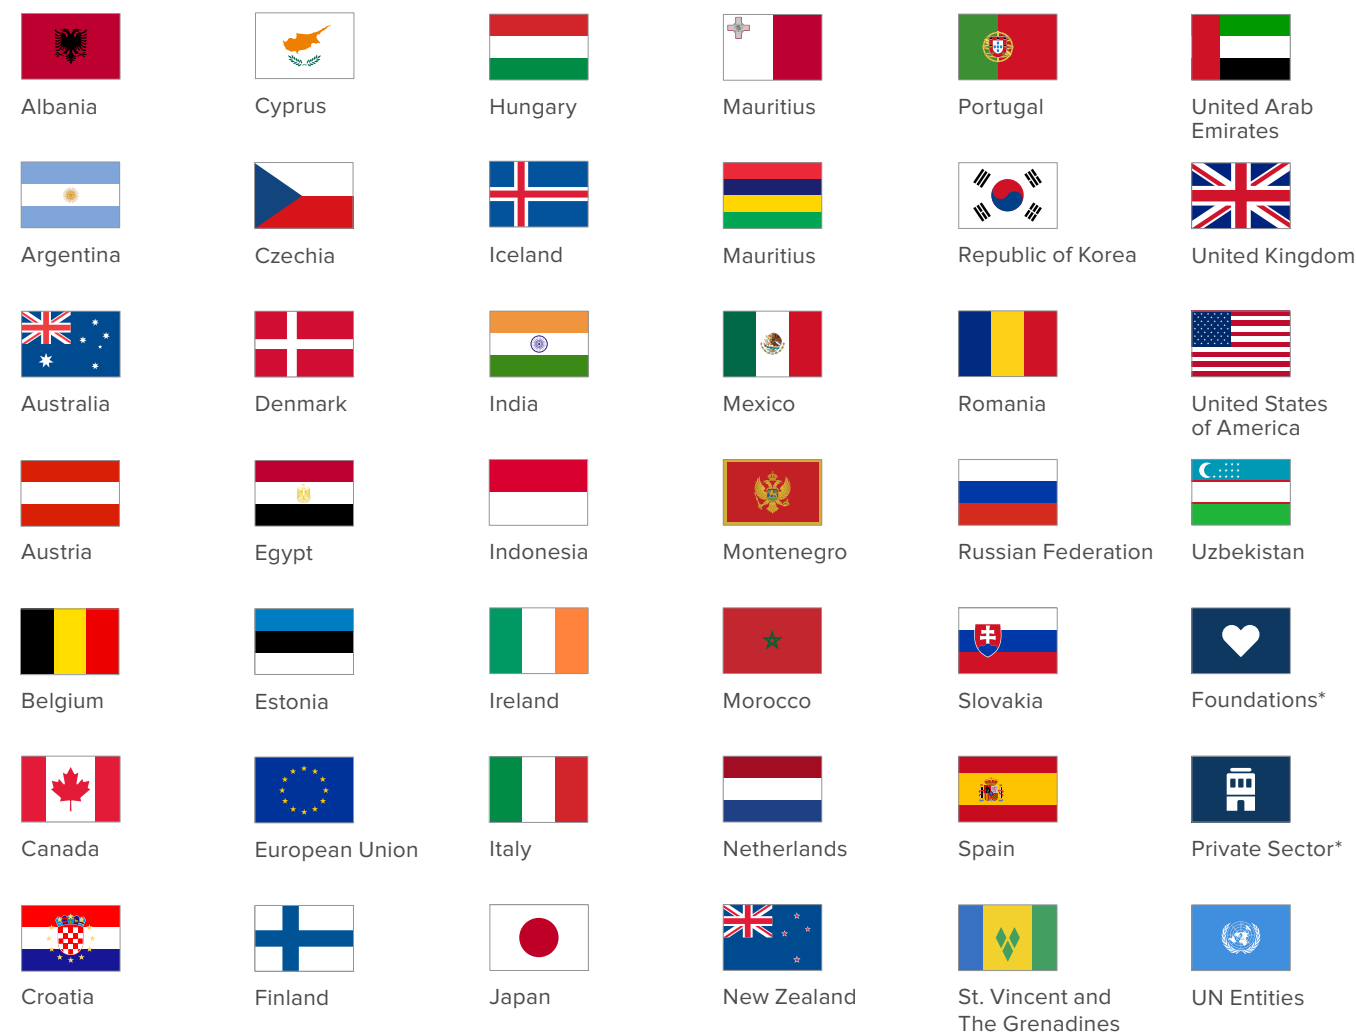 Albania
Cyprus
Hungary
Mauritius
Portugal
United Arab
Emirates
Argentina
Czechia
Iceland
Mauritius
Republic of Korea
United Kingdom
Australia
Denmark
India
Mexico
Romania
United States
of America
Austria
Egypt
Indonesia
Montenegro
Russian Federation
Uzbekistan
Belgium
Estonia
Ireland
Morocco
Slovakia
Foundations*
Canada
European Union
Italy
Netherlands
Spain
Private Sector*
Croatia
Finland
Japan
New Zealand
St. Vincent and
The Grenadines
UN Entities